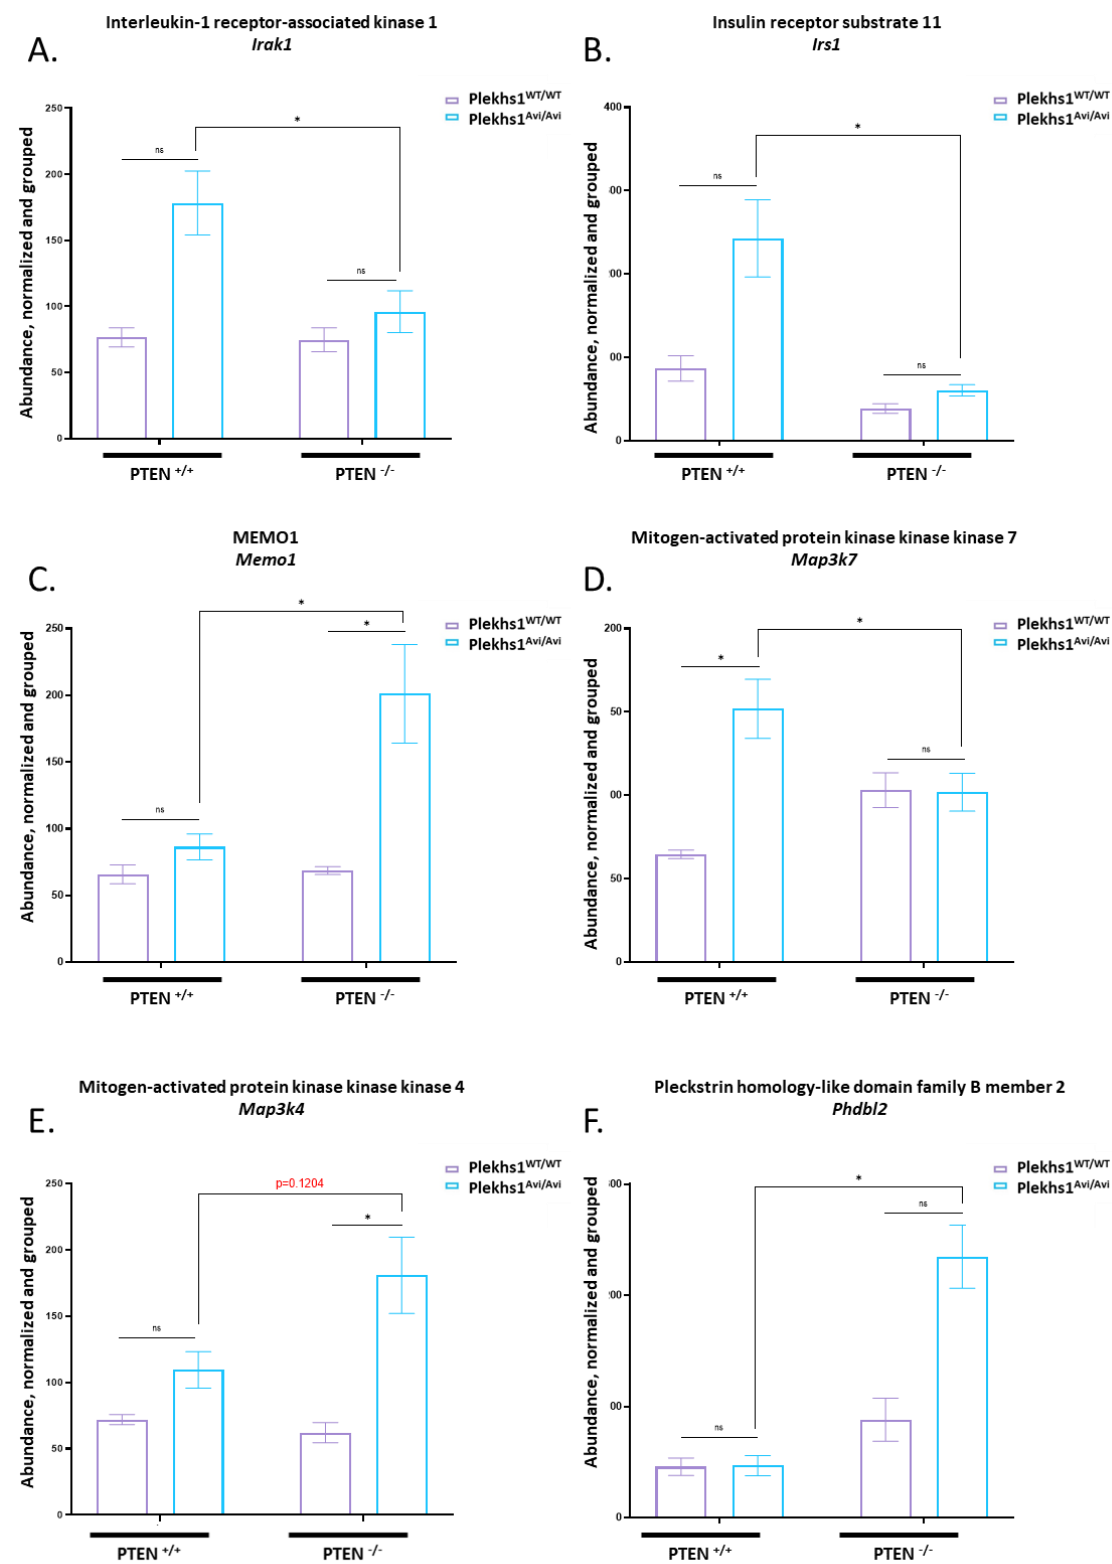 Interleukin-1 receptor-associated kinase 1
Irak1
A.
Plekhs1WT/WT
Plekhs1Avi/Avi
Abundance, normalized and grouped
250
200
150
100
50
0
ns
*
ns
PTEN +/+
PTEN -/-
Insulin receptor substrate 11
Irs1
B.
Plekhs1WT/WT
Plekhs1Avi/Avi
Abundance, normalized and grouped
400
00
00
00
0
ns
*
ns
PTEN +/+
PTEN -/-
MEMO1
Memo1
C.
Plekhs1WT/WT
Plekhs1Avi/Avi
Abundance, normalized and grouped
250
200
150
100
50
0
ns
*
*
PTEN +/+
PTEN -/-
Mitogen-activated protein kinase kinase kinase 7
Map3k7
D.
Plekhs1WT/WT
Plekhs1Avi/Avi
Abundance, normalized and grouped
200
50
00
50
0
*
*
ns
PTEN +/+
PTEN -/-
Mitogen-activated protein kinase kinase kinase 4
Map3k4
E.
Plekhs1WT/WT
Plekhs1Avi/Avi
Abundance, normalized and grouped
250
200
150
100
50
0
ns
p=0.1204
*
PTEN +/+
PTEN -/-
Pleckstrin homology-like domain family B member 2
Phdbl2
F.
Plekhs1WT/WT
Plekhs1Avi/Avi
Abundance, normalized and grouped
00
00
00
0
ns
*
ns
PTEN +/+
PTEN -/-